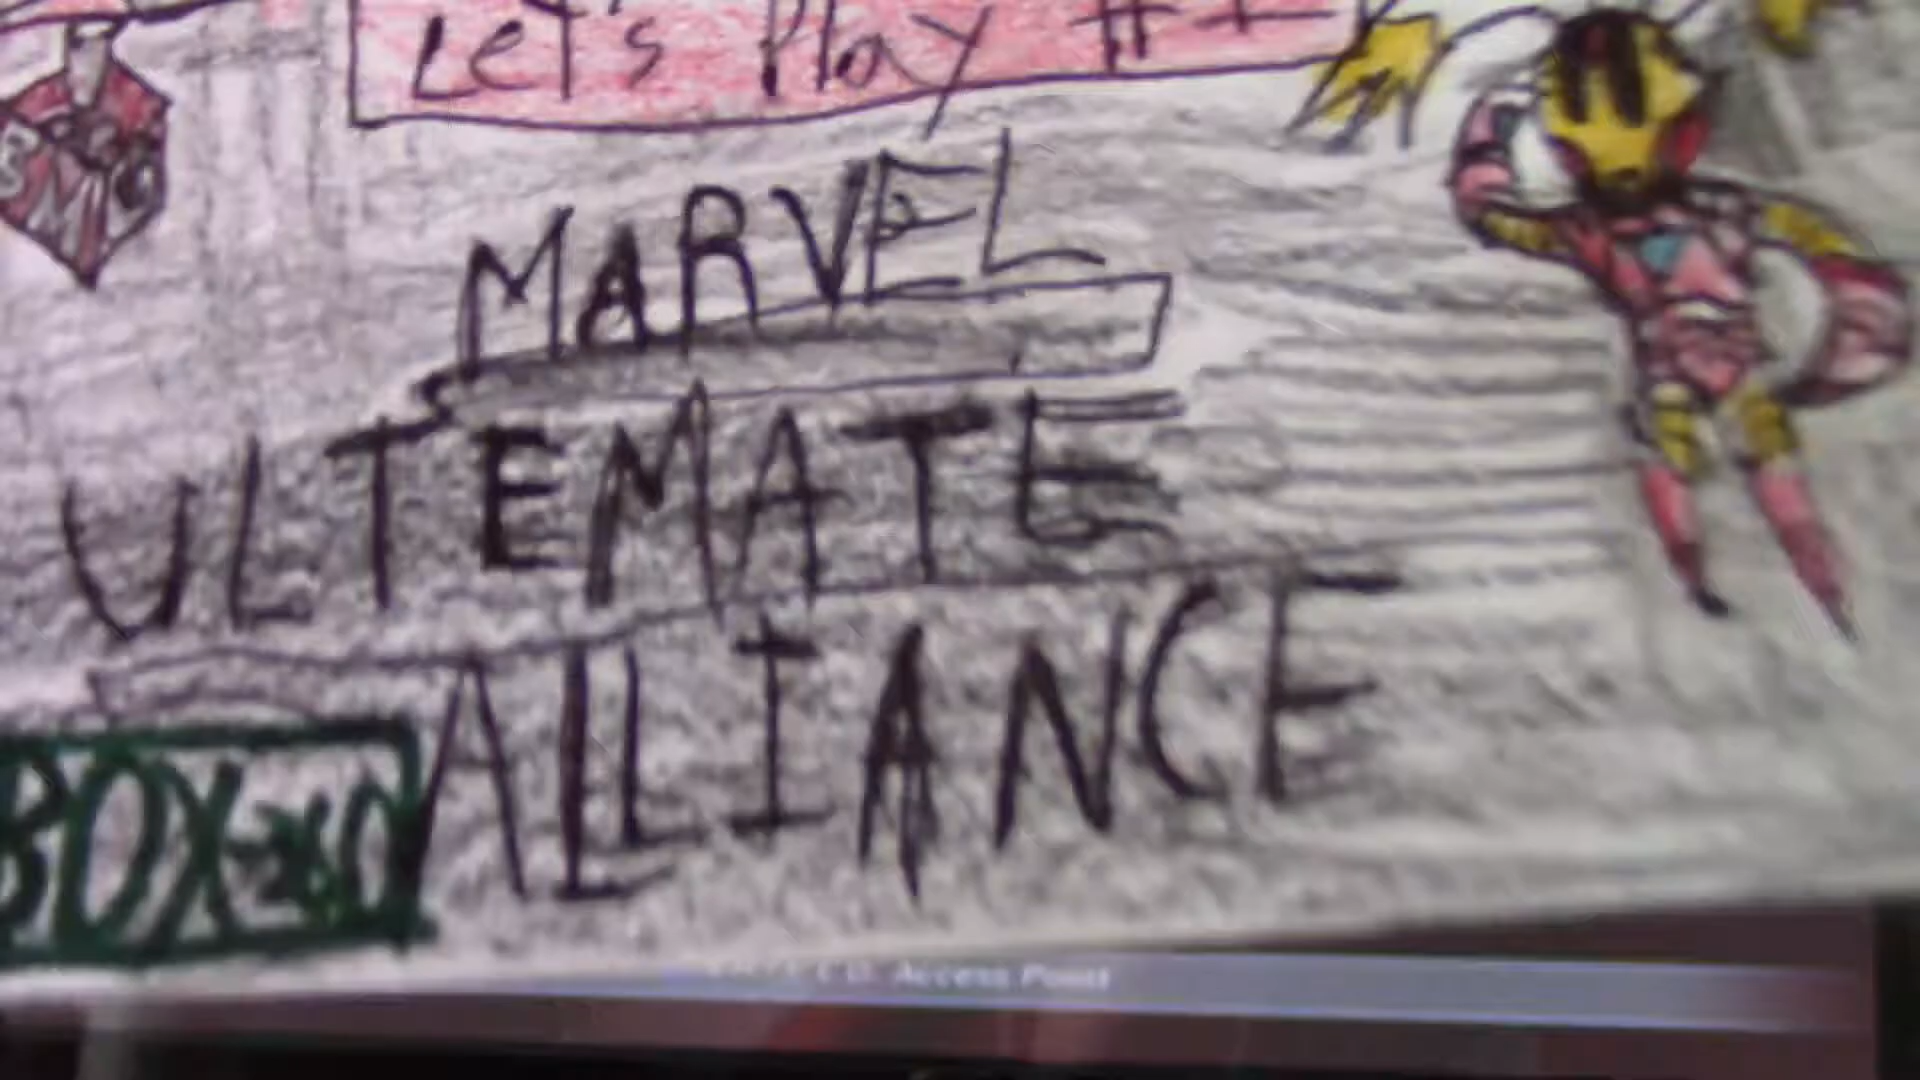 Let's Play #1
MARVEL
ULTEMATE
ALLIANCE
BOX 360
Access Point